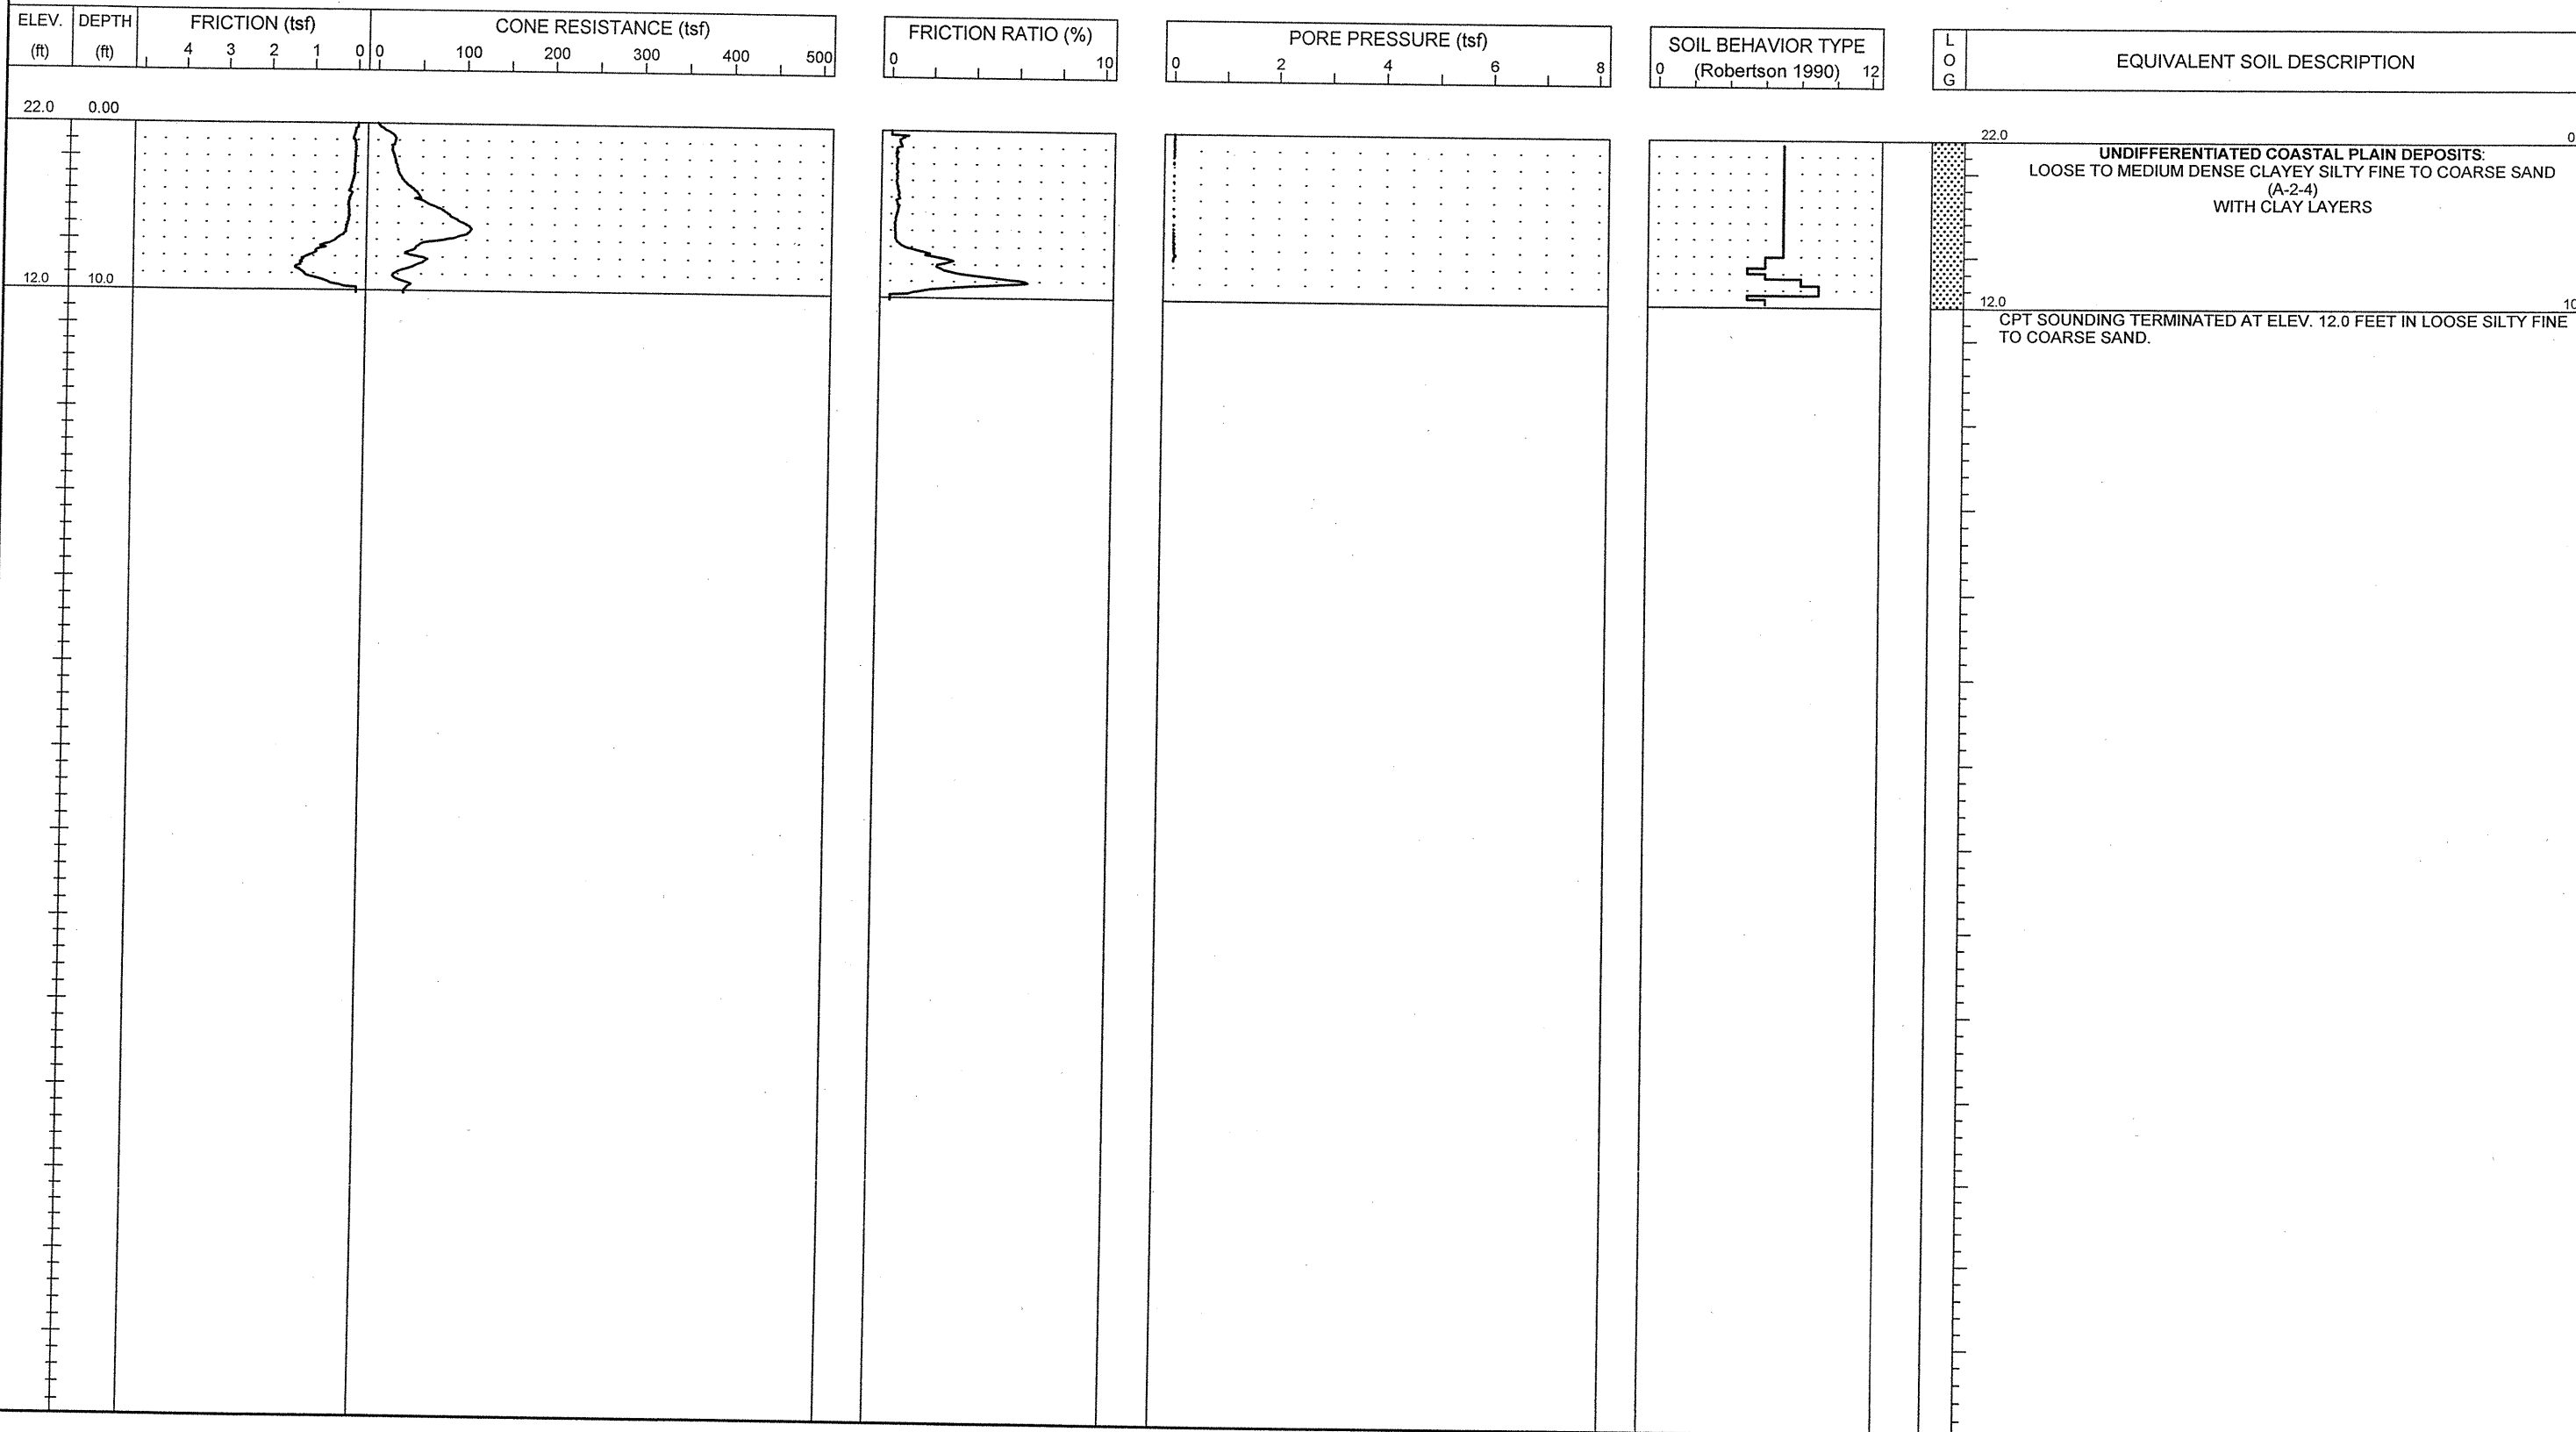 ELEV. DEPTH FRICTION (tsf) CONE RESISTANCE (tsf) FRICTION RATIO (%) PORE PRESSURE (tsf) SOIL BEHAVIOR TYPE L O G EQUIVALENT SOIL DESCRIPTION
(ft) (ft) 4 3 2 1 0 0 100 200 300 400 500 0 10 0 2 4 6 8 0 (Robertson 1990) 12
22.0 0.00
22.0 0
UNDIFFERENTIATED COASTAL PLAIN DEPOSITS:
LOOSE TO MEDIUM DENSE CLAYEY SILTY FINE TO COARSE SAND
(A-2-4)
WITH CLAY LAYERS
12.0 10.0
12.0 10
CPT SOUNDING TERMINATED AT ELEV. 12.0 FEET IN LOOSE SILTY FINE
TO COARSE SAND.